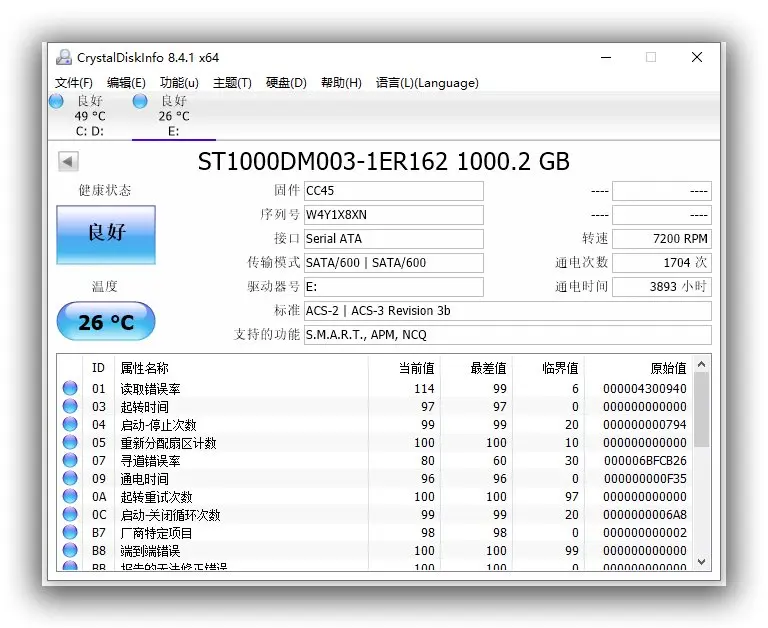 CrystalDiskInfo 8.4.1 x64
文件(F) 编辑(E) 功能(u) 主题(T) 硬盘(D) 帮助(H) 语言(L)(Language)
良好 良好
49 °C 26 °C
C: D: E:
ST1000DM003-1ER162 1000.2 GB
健康状态
良好
温度
26 °C
固件 CC45 ---- ----
序列号 W4Y1X8XN ---- ----
接口 Serial ATA 转速 7200 RPM
传输模式 SATA/600 | SATA/600 通电次数 1704 次
驱动器号 E: 通电时间 3893 小时
标准 ACS-2 | ACS-3 Revision 3b
支持的功能 S.M.A.R.T., APM, NCQ
ID 属性名称 当前值 最差值 临界值 原始值
01 读取错误率 114 99 6 000004300940
03 起转时间 97 97 0 000000000000
04 启动-停止次数 99 99 20 000000000794
05 重新分配扇区计数 100 100 10 000000000000
07 寻道错误率 80 60 30 000006BFCB26
09 通电时间 96 96 0 000000000F35
0A 起转重试次数 100 100 97 000000000000
0C 启动-关闭循环次数 99 99 20 0000000006A8
B7 厂商特定项目 98 98 0 000000000002
B8 端到端错误 100 100 99 000000000000
BB 报告的无法修正错误 100 100 0 000000000000